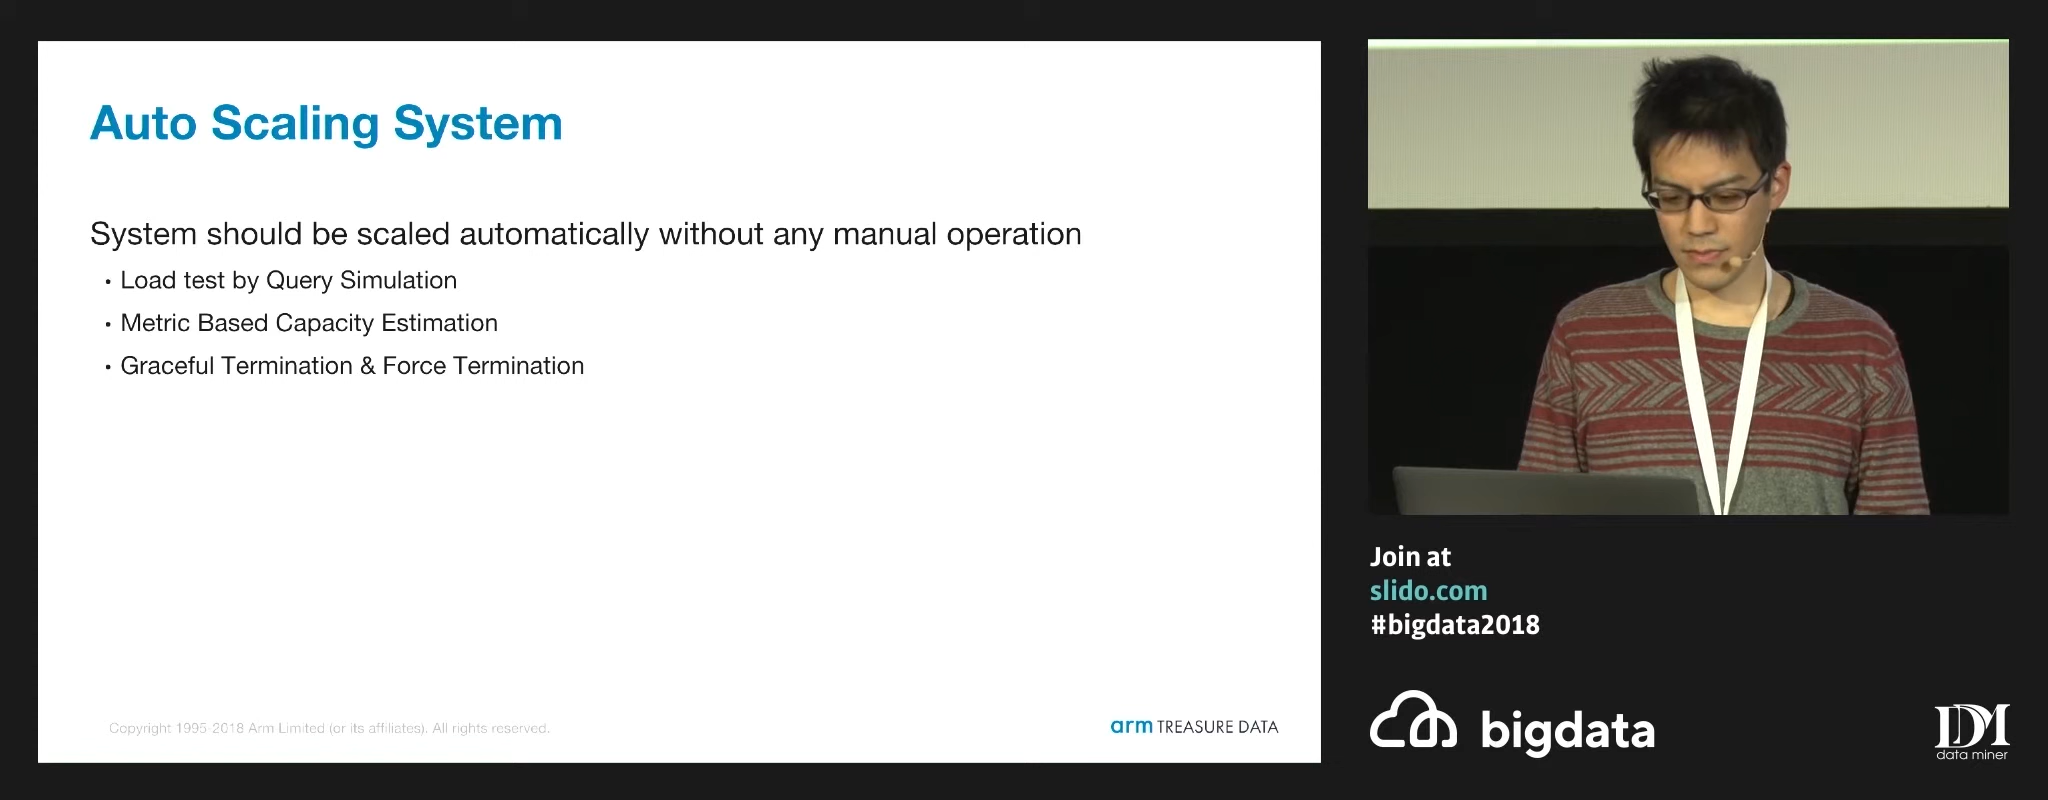 Auto Scaling System
System should be scaled automatically without any manual operation
• Load test by Query Simulation
• Metric Based Capacity Estimation
• Graceful Termination & Force Termination
Copyright 1995-2018 Arm Limited (or its affiliates). All rights reserved.
arm TREASURE DATA
Join at
slido.com
#bigdata2018
bigdata
DM
data miner